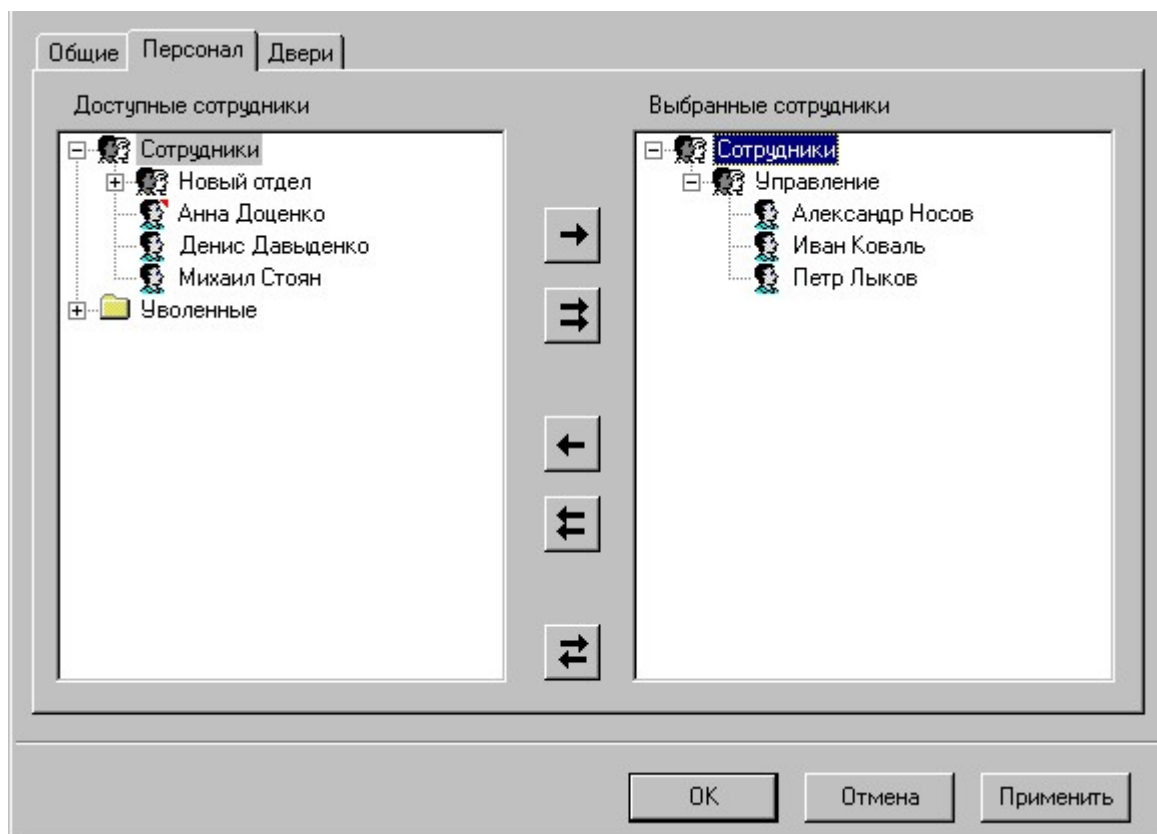 Общие Персонал Двери
Доступные сотрудники
Сотрудники
Новый отдел
Анна Доценко
Денис Давыденко
Михаил Стоян
Уволенные
Выбранные сотрудники
Сотрудники
Управление
Александр Носов
Иван Коваль
Петр Лыков
OK Отмена Применить